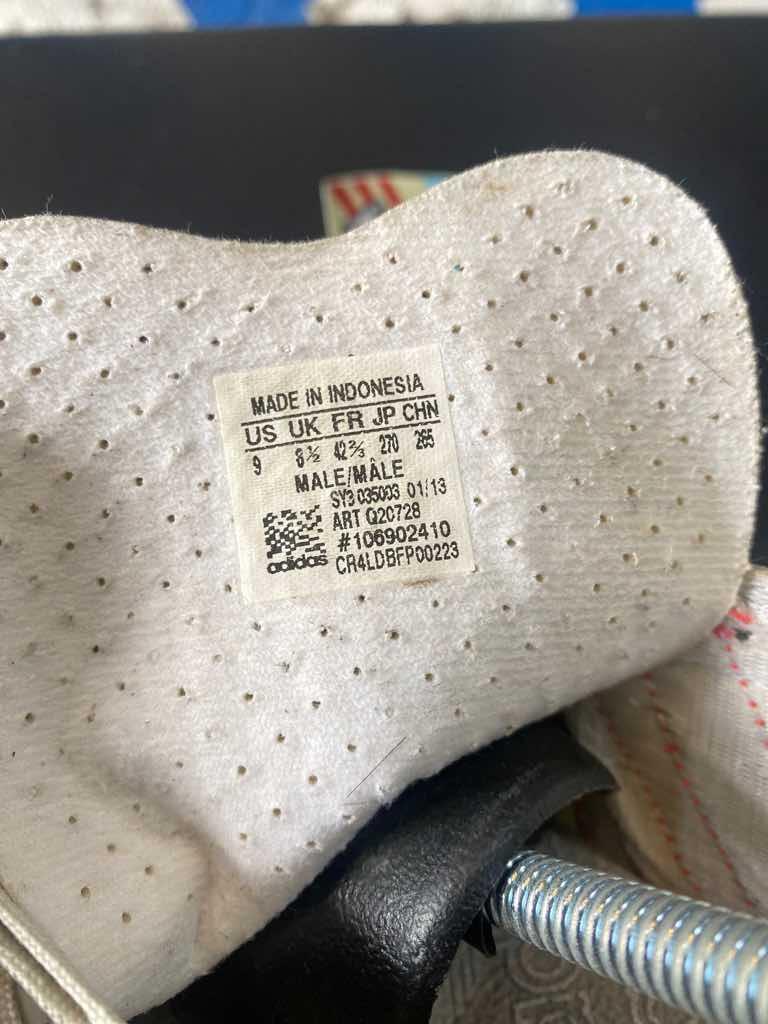 MADE IN INDONESIA
US UK FR JP CHN
9 8½ 42⅔ 270 265
MALE/MÂLE
SY3 035003 01/13
ART Q20728
#106902410
adidas CR4LDBFP00223